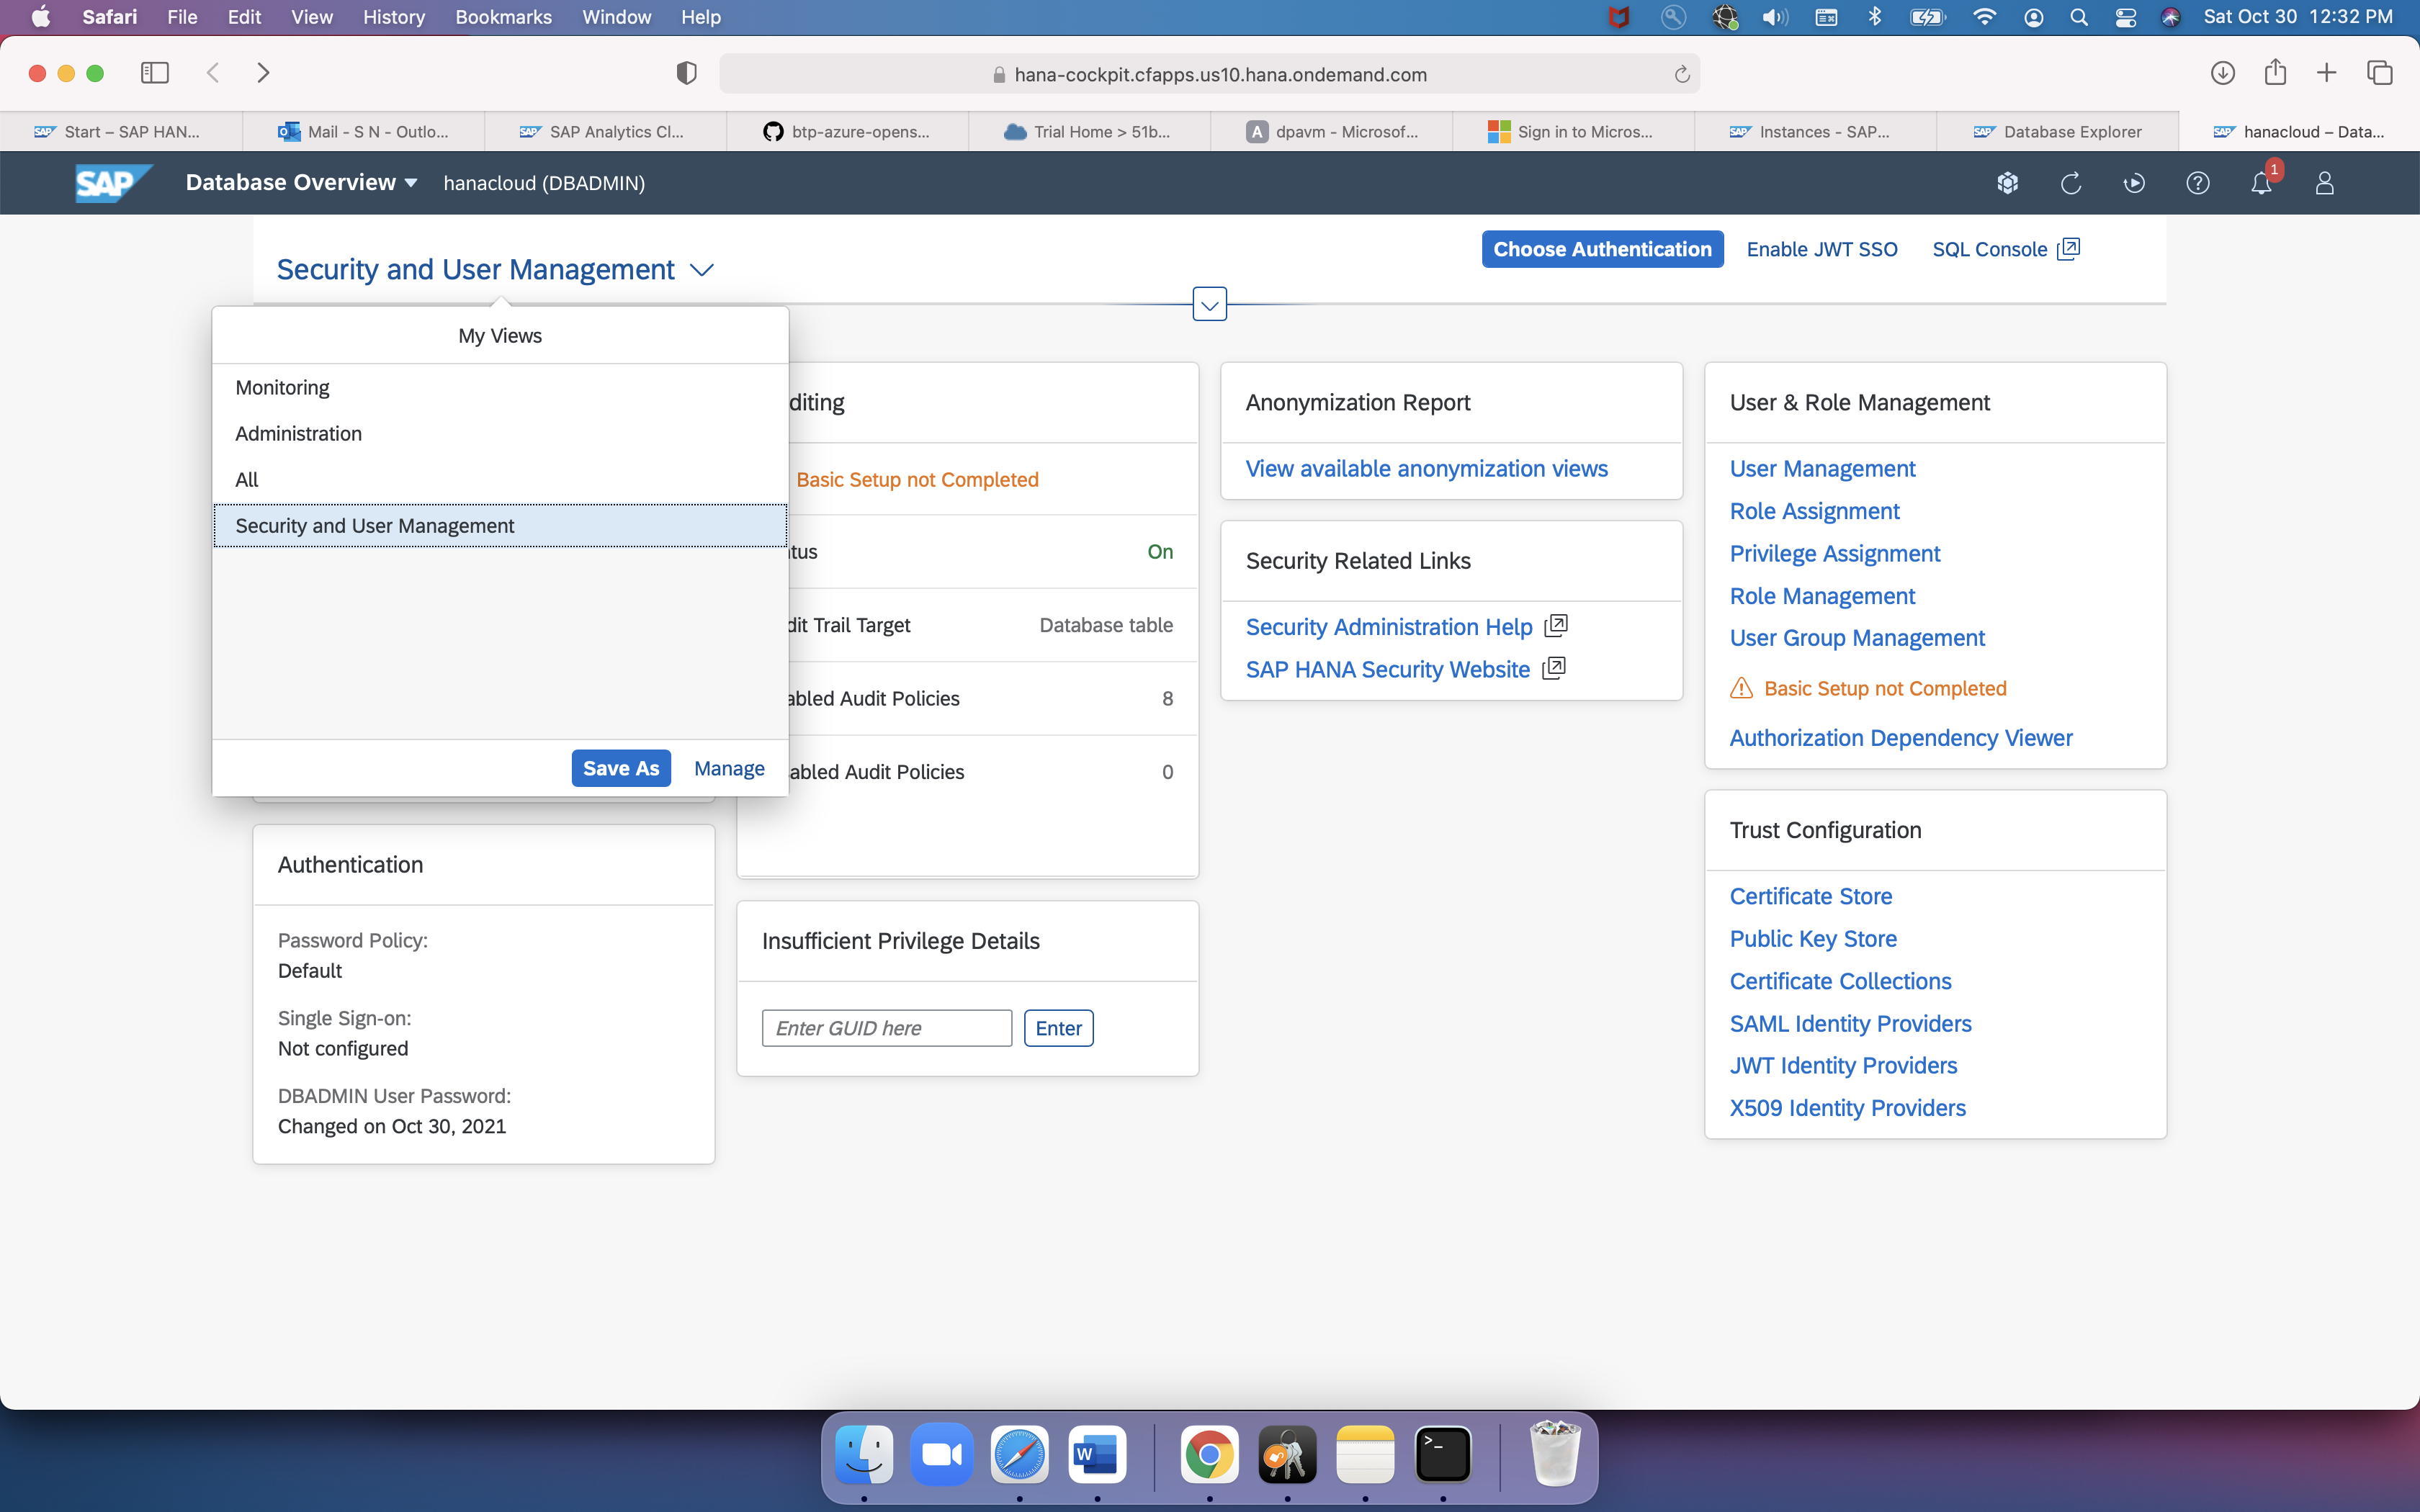 Safari File Edit View History Bookmarks Window Help
Sat Oct 30 12:32 PM
hana-cockpit.cfapps.us10.hana.ondemand.com
SAP Start – SAP HAN...
Mail - S N - Outlo...
SAP SAP Analytics Cl...
btp-azure-opens...
Trial Home > 51b...
A dpavm - Microsof...
Sign in to Micros...
SAP Instances - SAP...
SAP Database Explorer
SAP hanacloud – Data...
SAP Database Overview hanacloud (DBADMIN)
1
Security and User Management
Choose Authentication Enable JWT SSO SQL Console
My Views
Monitoring
Administration
All
Security and User Management
Save As Manage
diting
Basic Setup not Completed
tus On
dit Trail Target Database table
abled Audit Policies 8
abled Audit Policies 0
Authentication
Password Policy:
Default
Single Sign-on:
Not configured
DBADMIN User Password:
Changed on Oct 30, 2021
Insufficient Privilege Details
Enter GUID here Enter
Anonymization Report
View available anonymization views
Security Related Links
Security Administration Help
SAP HANA Security Website
User & Role Management
User Management
Role Assignment
Privilege Assignment
Role Management
User Group Management
Basic Setup not Completed
Authorization Dependency Viewer
Trust Configuration
Certificate Store
Public Key Store
Certificate Collections
SAML Identity Providers
JWT Identity Providers
X509 Identity Providers
W
>_